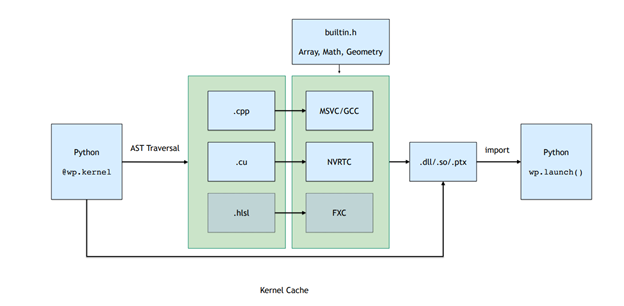 builtin.h
Array, Math, Geometry
.cpp
MSVC/GCC
Python
@wp.kernel
AST Traversal
.cu
NVRTC
.dll/.so/.ptx
import
Python
wp.launch()
.hlsl
FXC
Kernel Cache